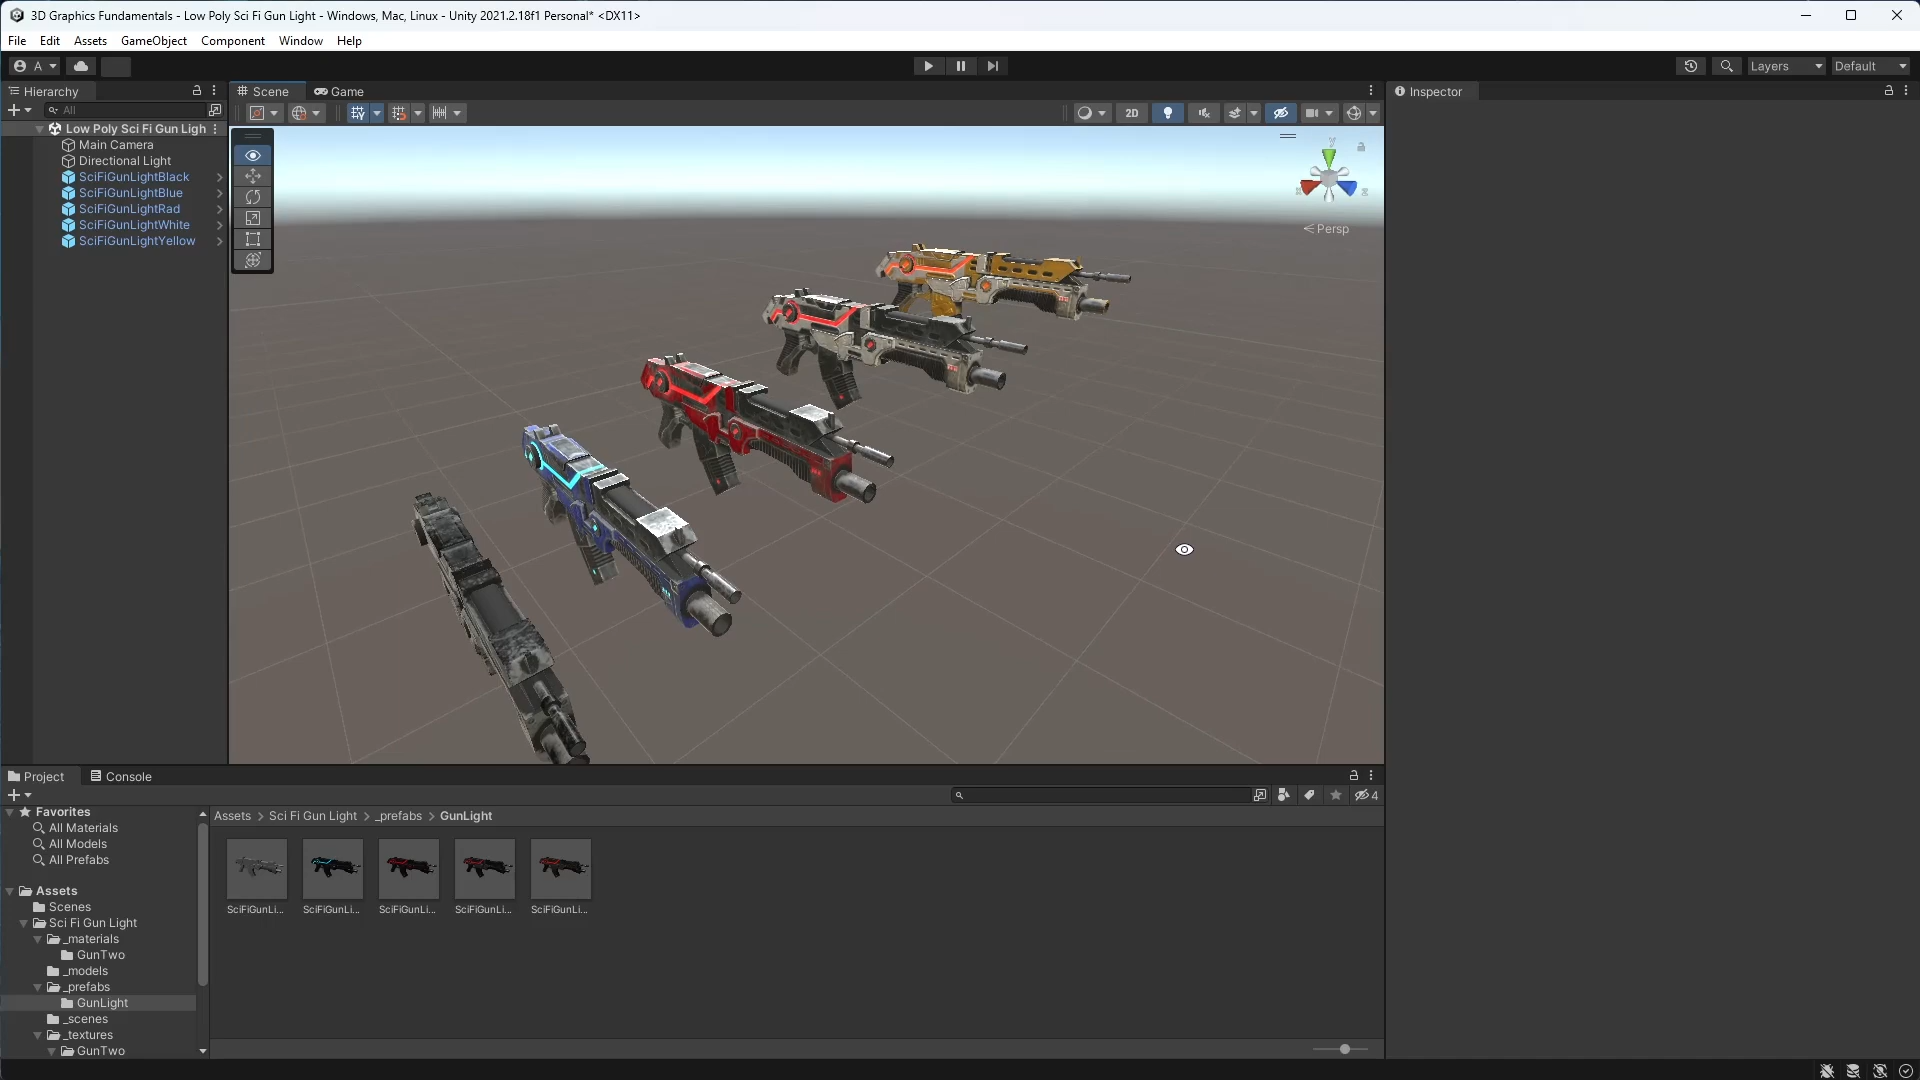 3D Graphics Fundamentals - Low Poly Sci Fi Gun Light - Windows, Mac, Linux - Unity 2021.2.18f1 Personal* <DX11>
File Edit Assets GameObject Component Window Help
A Layers Default
Hierarchy Scene Game Inspector
All 2D
Low Poly Sci Fi Gun Ligh
Main Camera
Directional Light
SciFiGunLightBlack
SciFiGunLightBlue
SciFiGunLightRad
SciFiGunLightWhite
SciFiGunLightYellow
y
x z
Persp
Project Console
4
Favorites
All Materials
All Models
All Prefabs
Assets
Scenes
Sci Fi Gun Light
_materials
GunTwo
_models
_prefabs
GunLight
_scenes
_textures
GunTwo
Assets > Sci Fi Gun Light > _prefabs > GunLight
SciFiGunLi... SciFiGunLi... SciFiGunLi... SciFiGunLi... SciFiGunLi...